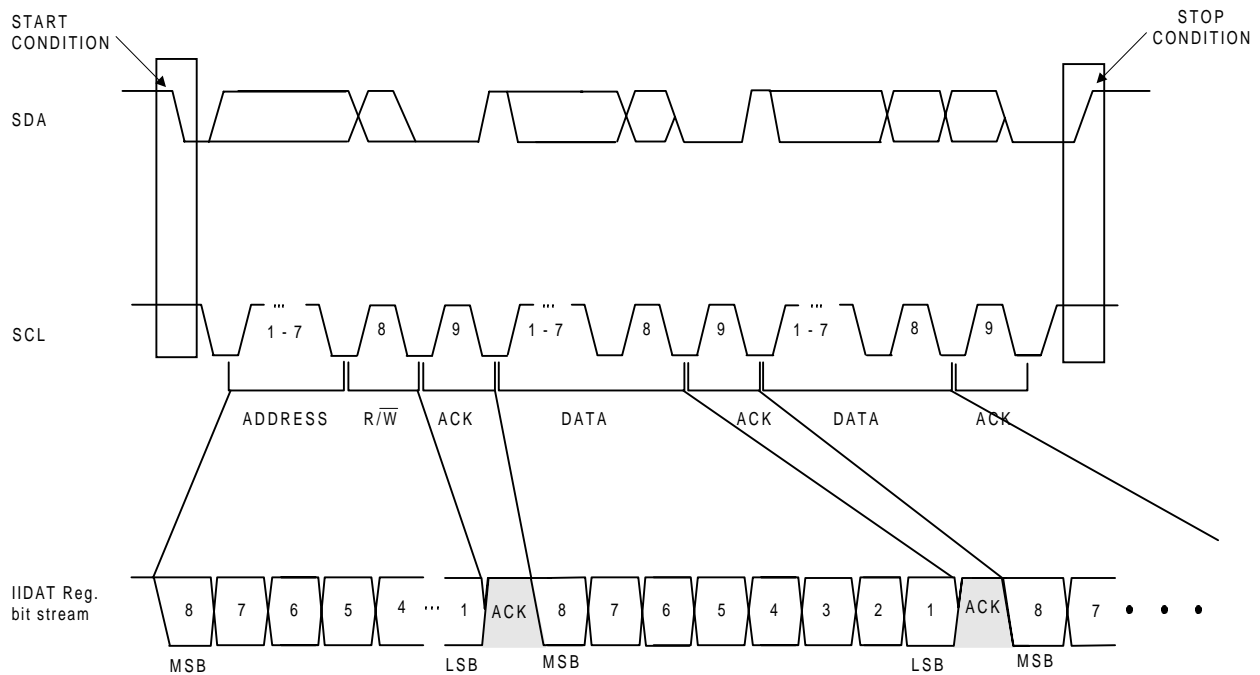 START
CONDITION
STOP
CONDITION
SDA
SCL
1 - 7 8 9 1 - 7 8 9 1 - 7 8 9
ADDRESS R/W̅ ACK DATA ACK DATA ACK
IIDAT Reg.
bit stream
8 7 6 5 4 ... 1 ACK 8 7 6 5 4 3 2 1 ACK 8 7 • • •
MSB LSB MSB LSB MSB